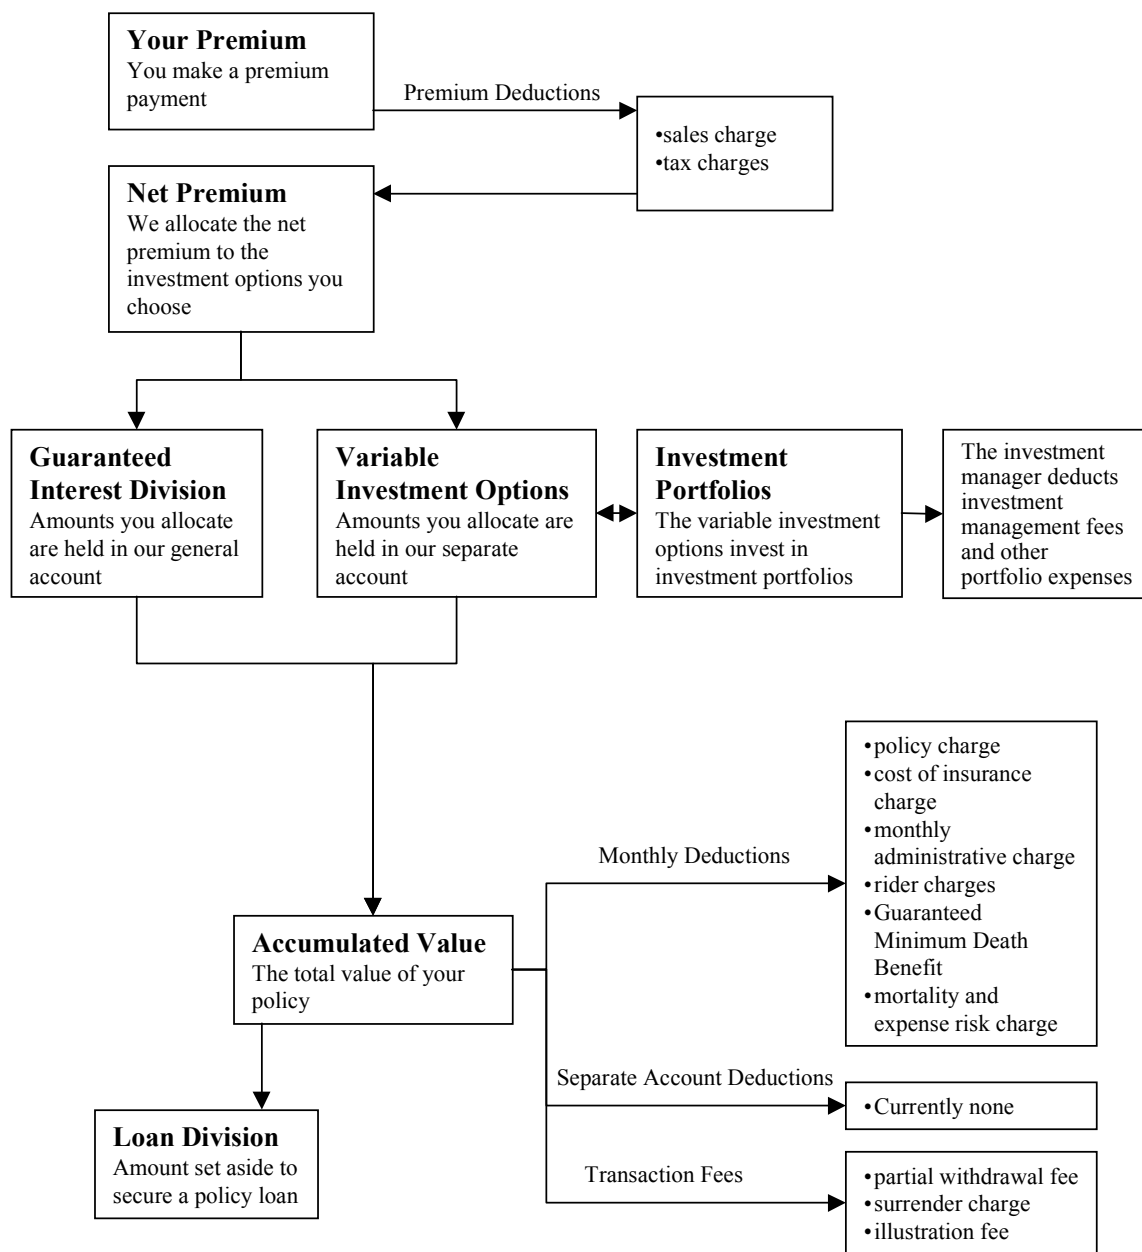 Your Premium
You make a premium
payment
Premium Deductions
•sales charge
•tax charges
Net Premium
We allocate the net
premium to the
investment options you
choose
Guaranteed
Interest Division
Amounts you allocate
are held in our general
account
Variable
Investment Options
Amounts you allocate are
held in our separate
account
Investment
Portfolios
The variable investment
options invest in
investment portfolios
The investment
manager deducts
investment
management fees
and other
portfolio expenses
Accumulated Value
The total value of your
policy
Monthly Deductions
•policy charge
•cost of insurance
charge
•monthly
administrative charge
•rider charges
•Guaranteed
Minimum Death
Benefit
•mortality and
expense risk charge
Separate Account Deductions
•Currently none
Loan Division
Amount set aside to
secure a policy loan
Transaction Fees
•partial withdrawal fee
•surrender charge
•illustration fee